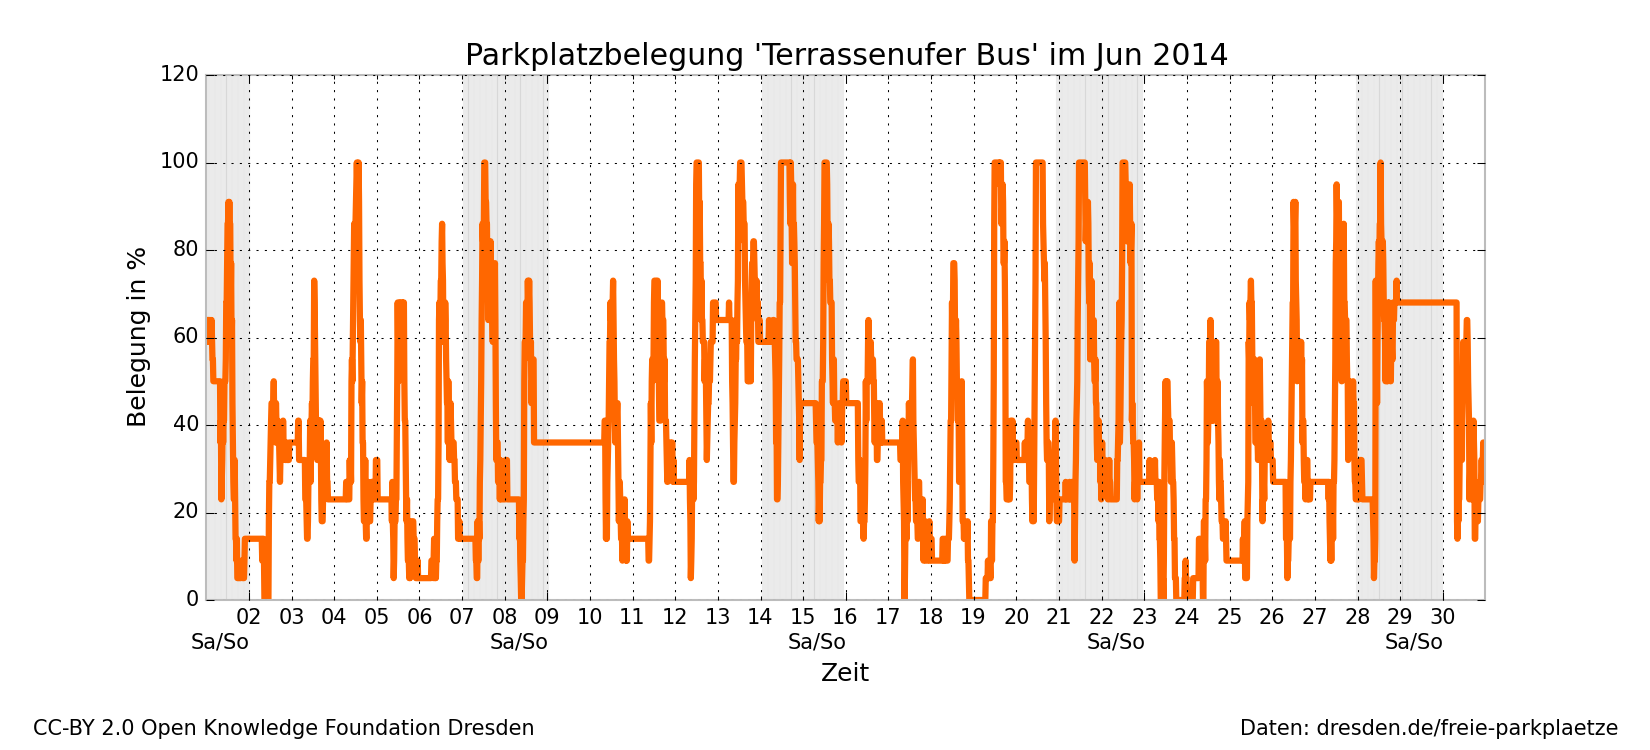 Parkplatzbelegung 'Terrassenufer Bus' im Jun 2014
120
100
80
60
40
20
0
Belegung in %
02 03 04 05 06 07 08 09 10 11 12 13 14 15 16 17 18 19 20 21 22 23 24 25 26 27 28 29 30
Sa/So Sa/So Sa/So Sa/So Sa/So
Zeit
CC-BY 2.0 Open Knowledge Foundation Dresden
Daten: dresden.de/freie-parkplaetze